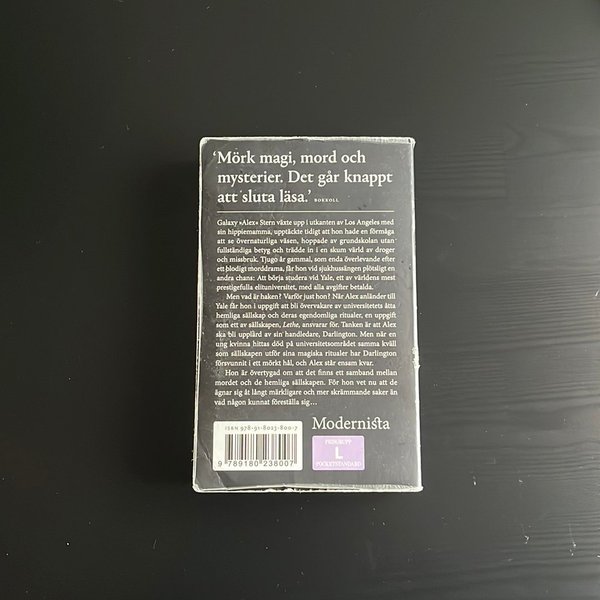 ‘Mörk magi, mord och
mysterier. Det går knappt
att sluta läsa.’ BOKKOLL
Galaxy »Alex« Stern växte upp i utkanten av Los Angeles med
sin hippiemamma, upptäckte tidigt att hon hade en förmåga
att se övernaturliga väsen, hoppade av grundskolan utan
fullständiga betyg och trädde in i en skum värld av droger
och missbruk. Tjugo år gammal, som enda överlevande efter
ett blodigt morddrama, får hon vid sjukhussängen plötsligt en
andra chans: Att börja studera vid Yale, ett av världens mest
prestigefulla elituniversitet, med alla avgifter betalda.
Men vad är haken? Varför just hon? När Alex anländer till
Yale får hon i uppgift att bli övervakare av universitetets åtta
hemliga sällskap och deras egendomliga ritualer, en uppgift
som ett av sällskapen, Lethe, ansvarar för. Tanken är att Alex
ska bli upplärd av sin handledare, Darlington. Men när en
ung kvinna hittas död på universitetsområdet samma kväll
som sällskapen utför sina magiska ritualer har Darlington
försvunnit i ett mörkt hål, och Alex står ensam kvar.
Hon är övertygad om att det finns ett samband mellan
mordet och de hemliga sällskapen. För hon vet nu att de
ägnar sig åt långt märkligare och mer skrämmande saker än
vad någon kunnat föreställa sig …
Modernista
ISBN 978-91-8023-800-7
9 789180 238007
PRISGRUPP
L
POCKETSTANDARD